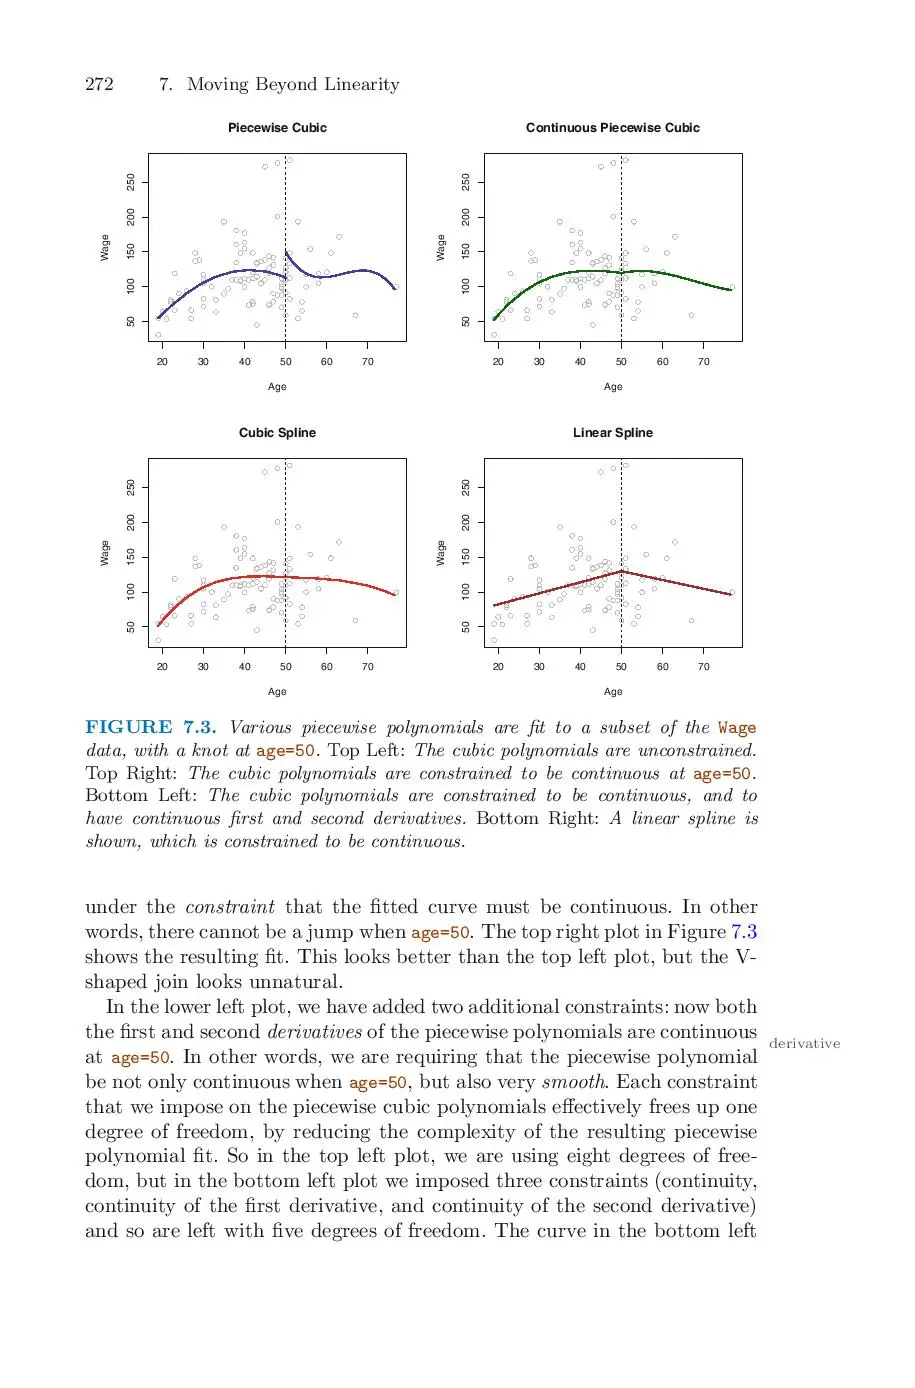 272 7. Moving Beyond Linearity
Piecewise Cubic
Wage
50 100 150 200 250
20 30 40 50 60 70
Age
Continuous Piecewise Cubic
Wage
50 100 150 200 250
20 30 40 50 60 70
Age
Cubic Spline
Wage
50 100 150 200 250
20 30 40 50 60 70
Age
Linear Spline
Wage
50 100 150 200 250
20 30 40 50 60 70
Age
FIGURE 7.3. Various piecewise polynomials are fit to a subset of the Wage
data, with a knot at age=50. Top Left: The cubic polynomials are unconstrained.
Top Right: The cubic polynomials are constrained to be continuous at age=50.
Bottom Left: The cubic polynomials are constrained to be continuous, and to
have continuous first and second derivatives. Bottom Right: A linear spline is
shown, which is constrained to be continuous.
under the constraint that the fitted curve must be continuous. In other
words, there cannot be a jump when age=50. The top right plot in Figure 7.3
shows the resulting fit. This looks better than the top left plot, but the V-
shaped join looks unnatural.
In the lower left plot, we have added two additional constraints: now both
the first and second derivatives of the piecewise polynomials are continuous
derivative
at age=50. In other words, we are requiring that the piecewise polynomial
be not only continuous when age=50, but also very smooth. Each constraint
that we impose on the piecewise cubic polynomials effectively frees up one
degree of freedom, by reducing the complexity of the resulting piecewise
polynomial fit. So in the top left plot, we are using eight degrees of free-
dom, but in the bottom left plot we imposed three constraints (continuity,
continuity of the first derivative, and continuity of the second derivative)
and so are left with five degrees of freedom. The curve in the bottom left